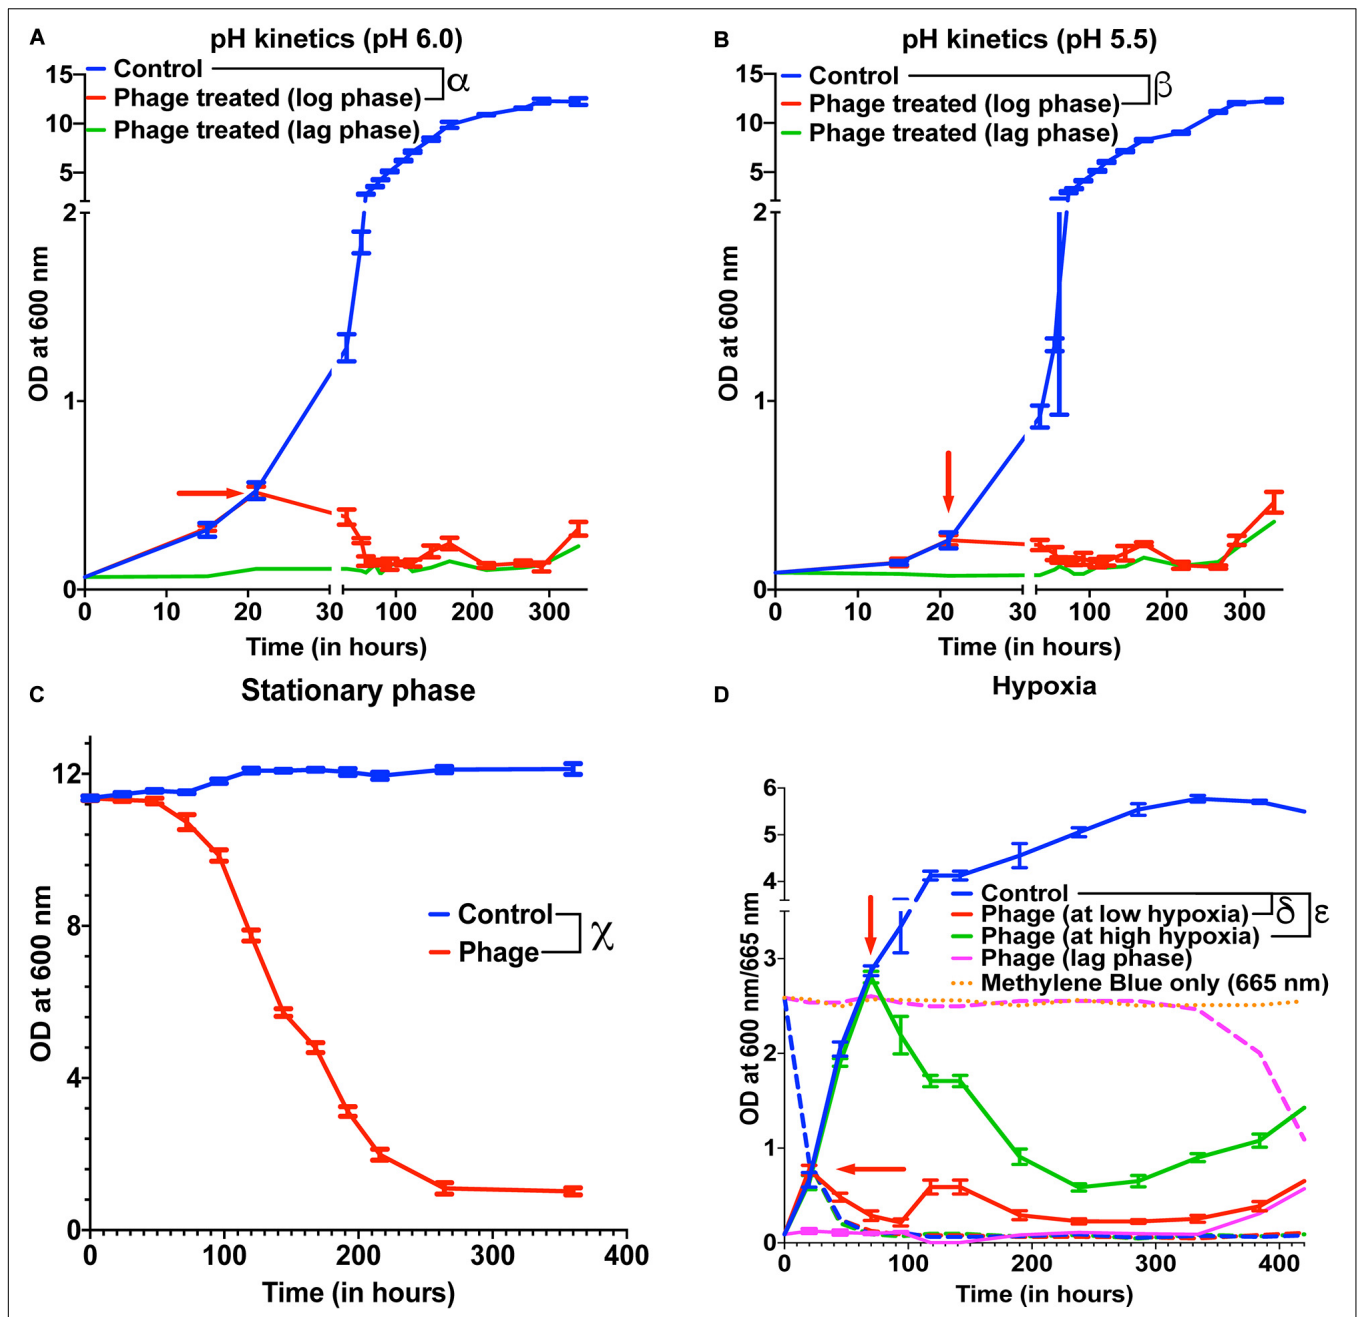 A
pH kinetics (pH 6.0)
Control
Phage treated (log phase)
α
Phage treated (lag phase)
15
10
5
2
1
0
OD at 600 nm
0 10 20 30 100 200 300
Time (in hours)
B
pH kinetics (pH 5.5)
Control
Phage treated (log phase)
β
Phage treated (lag phase)
15
10
5
2
1
0
OD at 600 nm
0 10 20 30 100 200 300
Time (in hours)
C
Stationary phase
12
8
4
0
OD at 600 nm
Control
Phage
χ
0 100 200 300 400
Time (in hours)
D
Hypoxia
6
5
4
3
2
1
0
OD at 600 nm/665 nm
Control
Phage (at low hypoxia)
δ
ε
Phage (at high hypoxia)
Phage (lag phase)
Methylene Blue only (665 nm)
0 100 200 300 400
Time (in hours)